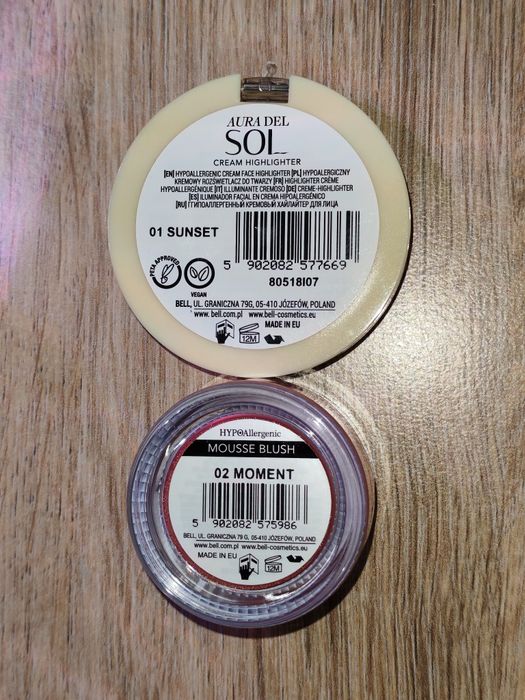 AURA DEL
SOL
CREAM HIGHLIGHTER
[EN] HYPOALLERGENIC CREAM FACE HIGHLIGHTER [PL] HYPOALERGICZNY
KREMOWY ROZŚWIETLACZ DO TWARZY [FR] HIGHLIGHTER CRÈME
HYPOALLERGÉNIQUE [IT] ILLUMINANTE CREMOSO [DE] CREME-HIGHLIGHTER
[ES] ILUMINADOR FACIAL EN CREMA HIPOALERGÉNICO
[RU] ГГИПОАЛЛЕРГЕННЫЙ КРЕМОВЫЙ ХАЙЛАЙТЕР ДЛЯ ЛИЦА
01 SUNSET
5 902082 577669
80518I07
PETA APPROVED
VEGAN
BELL, UL. GRANICZNA 79G, 05-410 JÓZEFÓW, POLAND
www.bell.com.pl www.bell-cosmetics.eu
MADE IN EU
12M
HYPOAllergenic
MOUSSE BLUSH
02 MOMENT
5 902082 575986
BELL, UL. GRANICZNA 79G, 05-410 JÓZEFÓW, POLAND
www.bell.com.pl www.bell-cosmetics.eu
MADE IN EU
12M